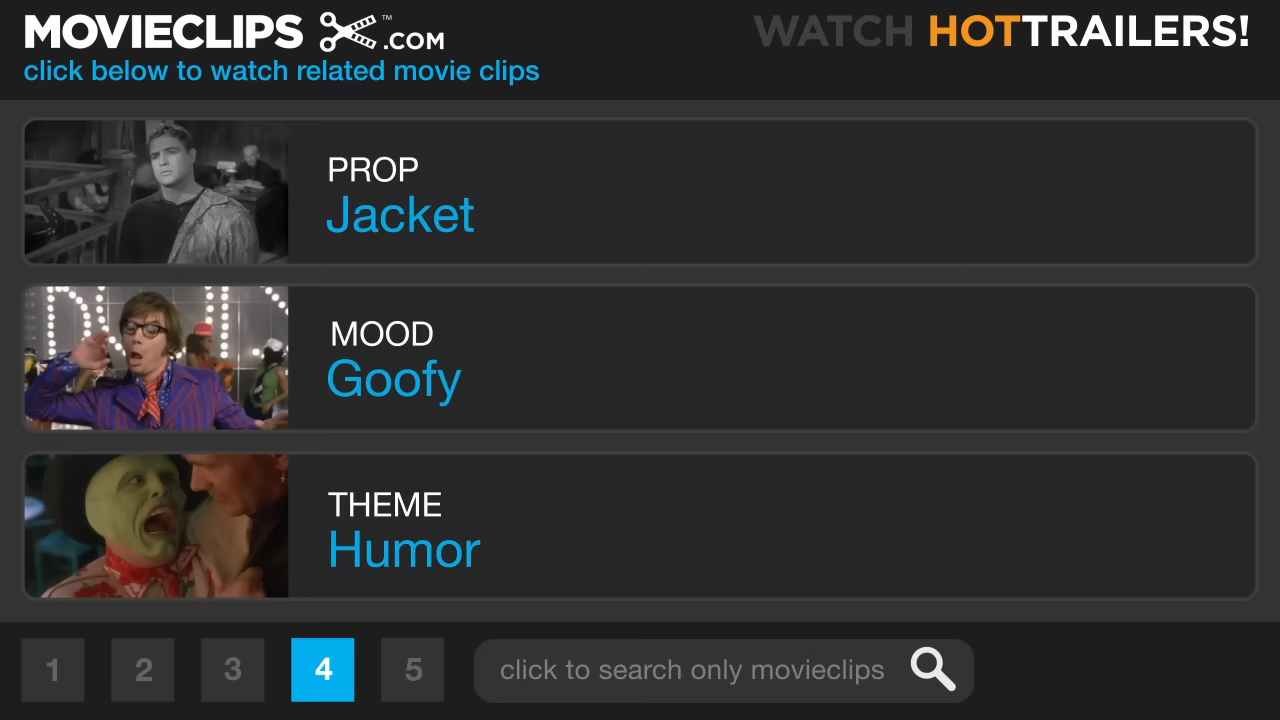 MOVIECLIPS ™ .COM
WATCH HOTTRAILERS!
click below to watch related movie clips
PROP
Jacket
MOOD
Goofy
THEME
Humor
1 2 3 4 5 click to search only movieclips